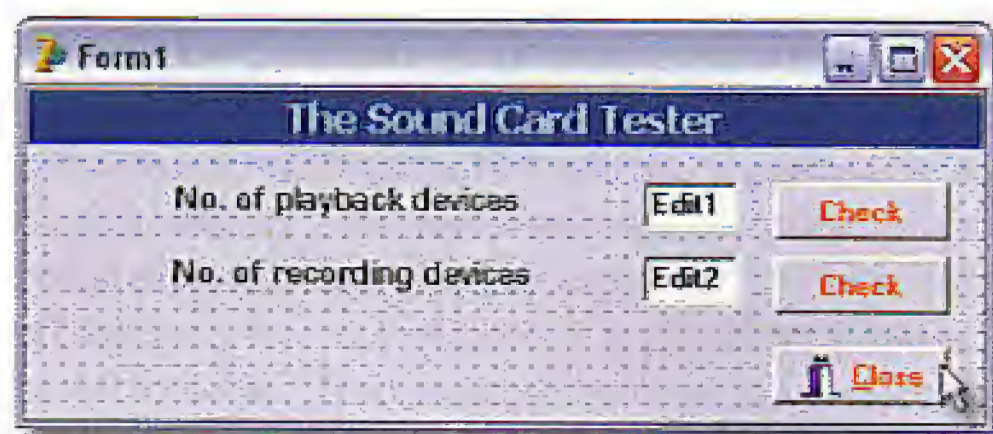 Form1
The Sound Card Tester
No. of playback devices Edit1 Check
No. of recording devices Edit2 Check
Close